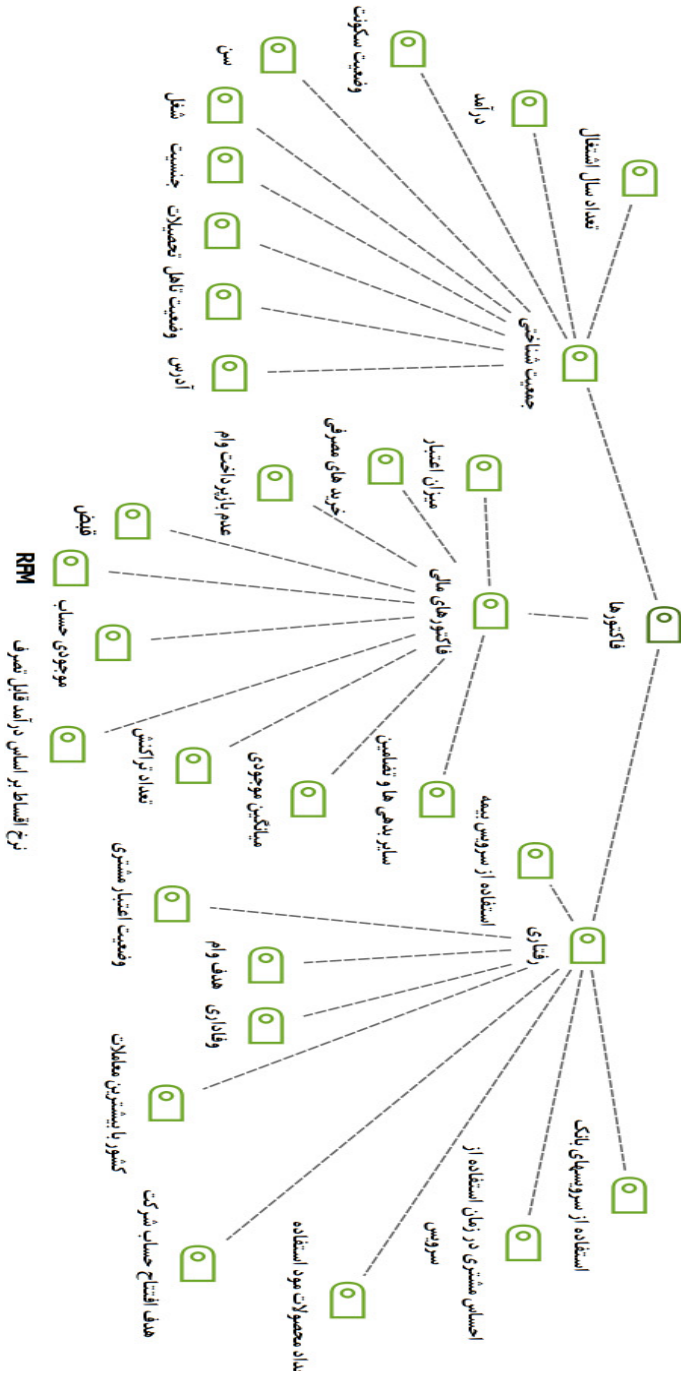 فاکتورها
جمعیت شناختی
تعداد سال اشتغال
درآمد
وضعیت سکونت
سن
شغل
جنسیت
تحصیلات
وضعیت تاهل
آدرس
فاکتورهای مالی
میزان اعتبار
خرید های مصرفی
عدم بازپرداخت وام
قبض
RFM
موجودی حساب
نرخ اقساط بر اساس درآمد قابل تصرف
تعداد تراکنش
میانگین موجودی
سایر بدهی ها و تضامین
رفتاری
استفاده از سرویس بیمه
وضعیت اعتبار مشتری
هدف وام
وفاداری
کشور با بیشترین معاملات
هدف افتتاح حساب شرکت
محصولات مود استفاده
احساس مشتری در زمان استفاده از
سرویس
استفاده از سرویسهای بانک